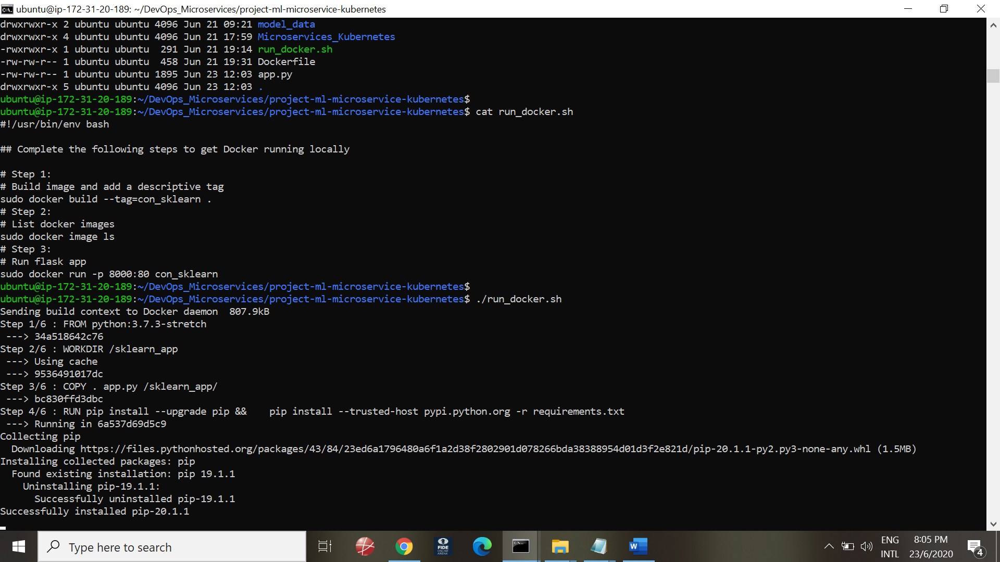 ubuntu@ip-172-31-20-189: ~/DevOps_Microservices/project-ml-microservice-kubernetes
drwxrwxr-x 2 ubuntu ubuntu 4096 Jun 21 09:21 model_data
drwxrwxr-x 4 ubuntu ubuntu 4096 Jun 21 17:59 Microservices_Kubernetes
-rwxrwxr-x 1 ubuntu ubuntu  291 Jun 21 19:14 run_docker.sh
-rw-rw-r-- 1 ubuntu ubuntu  458 Jun 21 19:31 Dockerfile
-rw-rw-r-- 1 ubuntu ubuntu 1895 Jun 23 12:03 app.py
drwxrwxr-x 5 ubuntu ubuntu 4096 Jun 23 12:03 .
ubuntu@ip-172-31-20-189:~/DevOps_Microservices/project-ml-microservice-kubernetes$
ubuntu@ip-172-31-20-189:~/DevOps_Microservices/project-ml-microservice-kubernetes$ cat run_docker.sh
#!/usr/bin/env bash
## Complete the following steps to get Docker running locally
# Step 1:
# Build image and add a descriptive tag
sudo docker build --tag=con_sklearn .
# Step 2:
# List docker images
sudo docker image ls
# Step 3:
# Run flask app
sudo docker run -p 8000:80 con_sklearn
ubuntu@ip-172-31-20-189:~/DevOps_Microservices/project-ml-microservice-kubernetes$
ubuntu@ip-172-31-20-189:~/DevOps_Microservices/project-ml-microservice-kubernetes$ ./run_docker.sh
Sending build context to Docker daemon  807.9kB
Step 1/6 : FROM python:3.7.3-stretch
 ---> 34a518642c76
Step 2/6 : WORKDIR /sklearn_app
 ---> Using cache
 ---> 9536491017dc
Step 3/6 : COPY . app.py /sklearn_app/
 ---> bc830ffd3dbc
Step 4/6 : RUN pip install --upgrade pip &&    pip install --trusted-host pypi.python.org -r requirements.txt
 ---> Running in 6a537d69d5c9
Collecting pip
  Downloading https://files.pythonhosted.org/packages/43/84/23ed6a1796480a6f1a2d38f2802901d078266bda38388954d01d3f2e821d/pip-20.1.1-py2.py3-none-any.whl (1.5MB)
Installing collected packages: pip
  Found existing installation: pip 19.1.1
    Uninstalling pip-19.1.1:
      Successfully uninstalled pip-19.1.1
Successfully installed pip-20.1.1
Type here to search
FIDE
ONLINE
ARENA
W
ENG
INTL
8:05 PM
23/6/2020
4